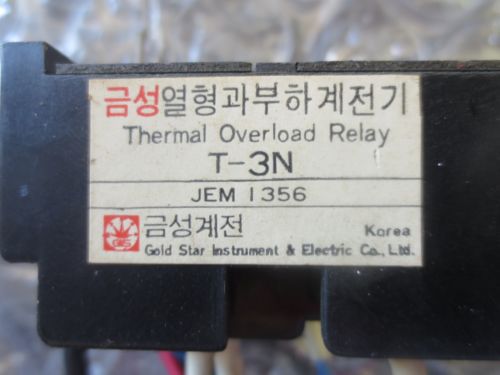 금성열형과부하계전기
Thermal Overload Relay
T-3N
JEM 1356
금성계전
Korea
Gold Star Instrument & Electric Co., Ltd.